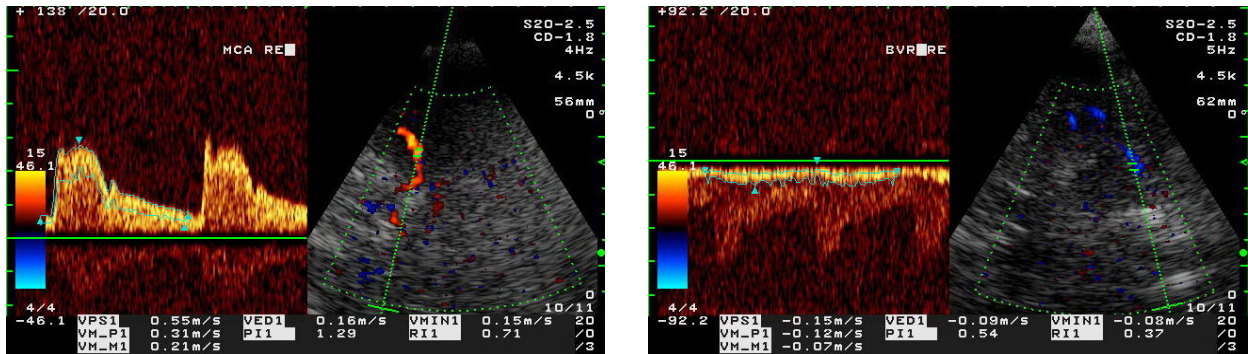 + 138 /20.0
S20-2.5
CD-1.8
4Hz
MCA RE
4.5k
56mm
0°
15
46.1
4/4
0
10/11
-46.1
VPS1 0.55m/s VED1 0.16m/s VMIN1 0.15m/s 20
VM_P1 0.31m/s PI1 1.29 RI1 0.71 /0
VM_M1 0.21m/s /3
+92.2 /20.0
S20-2.5
CD-1.8
5Hz
BVR RE
4.5k
62mm
0°
15
46.1
4/4
0
10/11
-92.2
VPS1 -0.15m/s VED1 -0.09m/s VMIN1 -0.08m/s 20
VM_P1 -0.12m/s PI1 0.54 RI1 0.37 /0
VM_M1 -0.07m/s /3